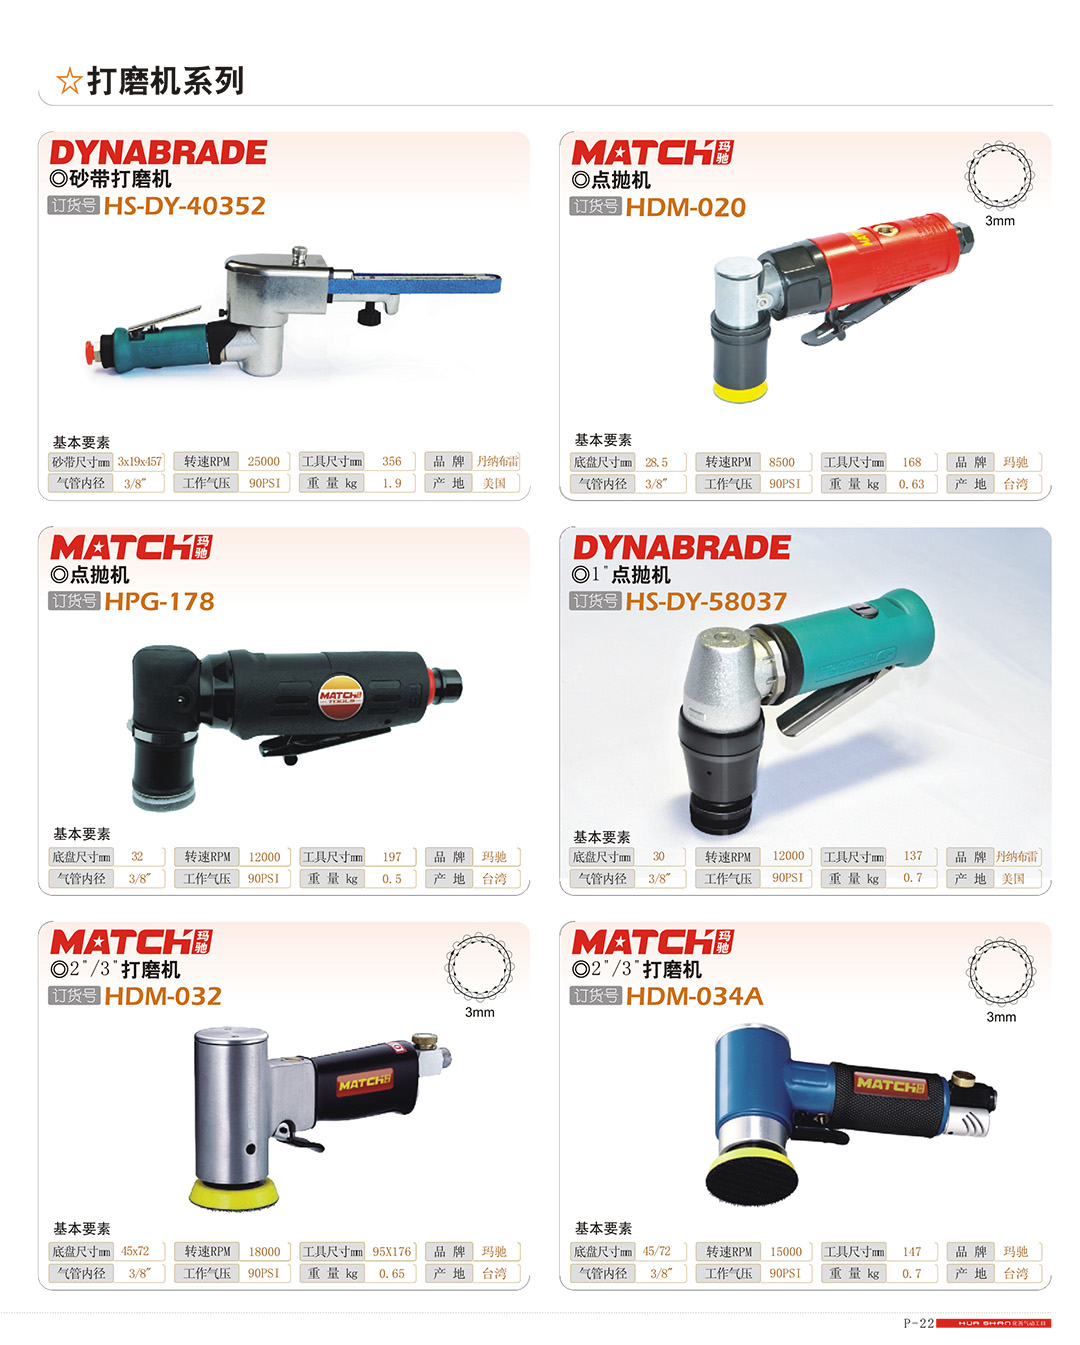 ☆打磨机系列
DYNABRADE
◎砂带打磨机
订货号 HS-DY-40352
基本要素
砂带尺寸mm 3x19x457 转速RPM 25000 工具尺寸mm 356 品 牌 丹纳布雷
气管内径 3/8" 工作气压 90PSI 重 量 kg 1.9 产 地 美国
MATCH 玛驰
◎点抛机
订货号 HDM-020
3mm
基本要素
底盘尺寸mm 28.5 转速RPM 8500 工具尺寸mm 168 品 牌 玛驰
气管内径 3/8" 工作气压 90PSI 重 量 kg 0.63 产 地 台湾
MATCH 玛驰
◎点抛机
订货号 HPG-178
MATCH
TOOLS
基本要素
底盘尺寸mm 32 转速RPM 12000 工具尺寸mm 197 品 牌 玛驰
气管内径 3/8" 工作气压 90PSI 重 量 kg 0.5 产 地 台湾
DYNABRADE
◎1"点抛机
订货号 HS-DY-58037
基本要素
底盘尺寸mm 30 转速RPM 12000 工具尺寸mm 137 品 牌 丹纳布雷
气管内径 3/8" 工作气压 90PSI 重 量 kg 0.7 产 地 美国
MATCH 玛驰
◎2"/3"打磨机
订货号 HDM-032
3mm
MATCH
基本要素
底盘尺寸mm 45x72 转速RPM 18000 工具尺寸mm 95X176 品 牌 玛驰
气管内径 3/8" 工作气压 90PSI 重 量 kg 0.65 产 地 台湾
MATCH 玛驰
◎2"/3"打磨机
订货号 HDM-034A
3mm
MATCH
基本要素
底盘尺寸mm 45/72 转速RPM 15000 工具尺寸mm 147 品 牌 玛驰
气管内径 3/8" 工作气压 90PSI 重 量 kg 0.7 产 地 台湾
P-22 HUA SHAN 气动工具